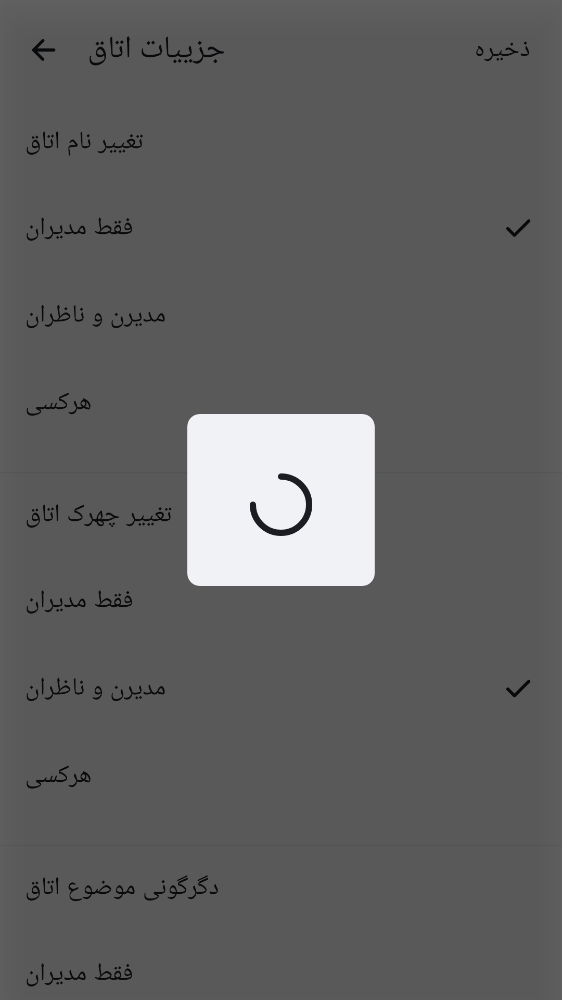 جزییات اتاق
ذخیره
تغییر نام اتاق
فقط مدیران
مدیرن و ناظران
هرکسی
تغییر چهرک اتاق
فقط مدیران
مدیرن و ناظران
هرکسی
دگرگونی موضوع اتاق
فقط مدیران